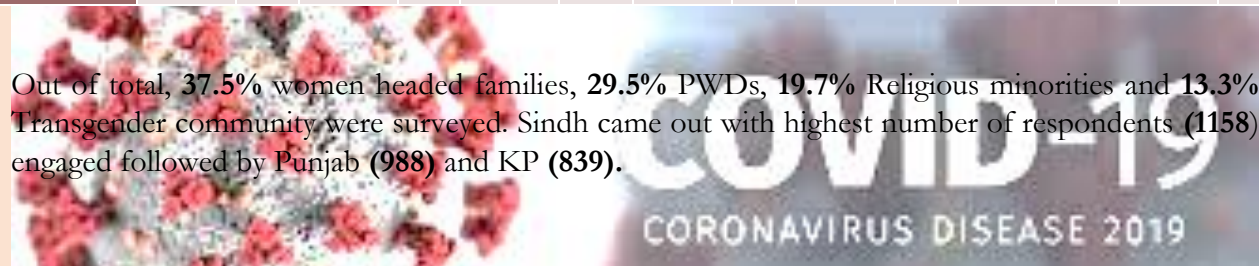 Out of total, 37.5% women headed families, 29.5% PWDs, 19.7% Religious minorities and 13.3%
Transgender community were surveyed. Sindh came out with highest number of respondents (1158)
engaged followed by Punjab (988) and KP (839).
COVID-19
CORONAVIRUS DISEASE 2019